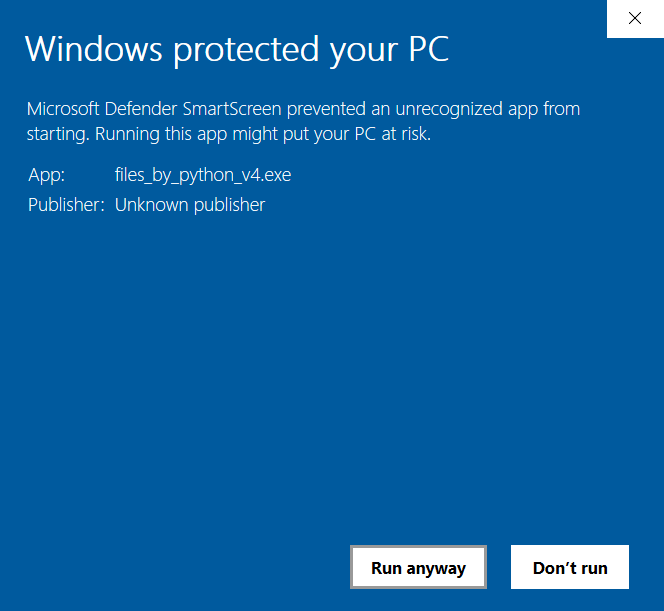 Windows protected your PC
Microsoft Defender SmartScreen prevented an unrecognized app from
starting. Running this app might put your PC at risk.
App: files_by_python_v4.exe
Publisher: Unknown publisher
Run anyway Don’t run